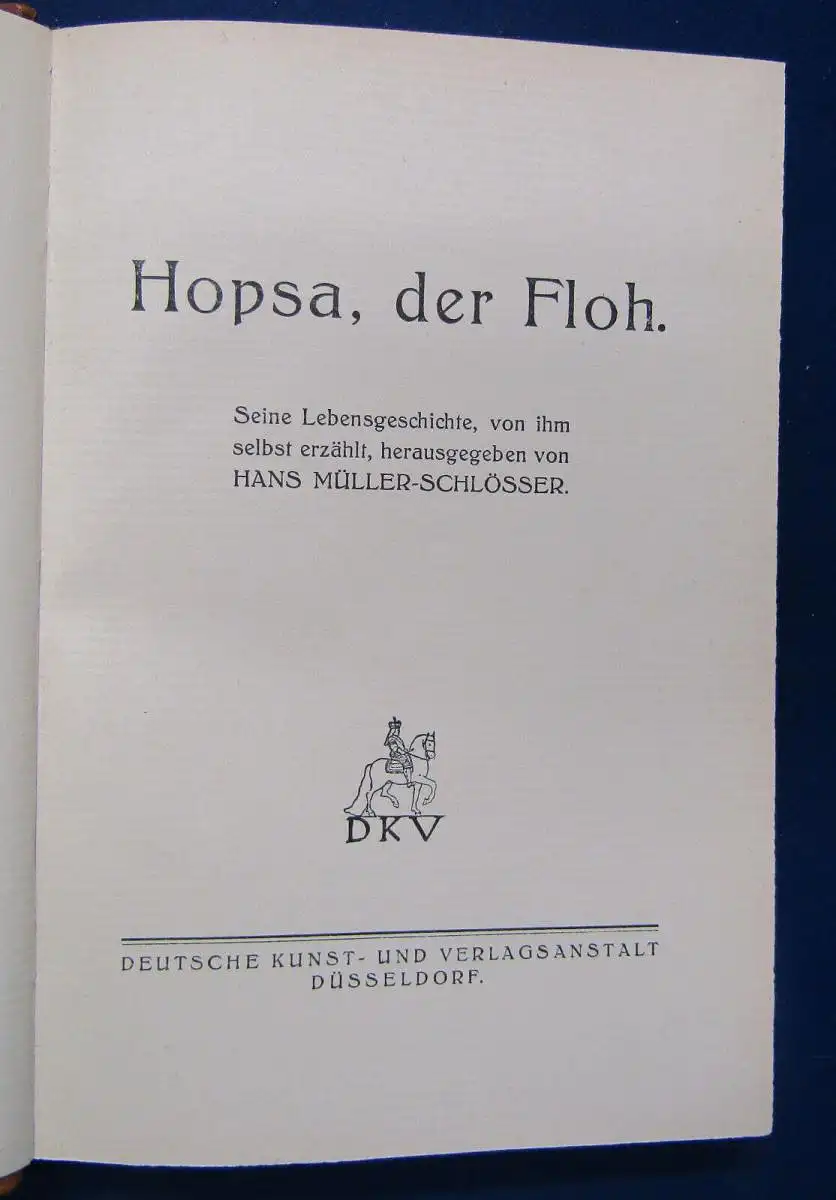 Hopsa, der Floh.
Seine Lebensgeschichte, von ihm
selbst erzählt, herausgegeben von
HANS MÜLLER-SCHLÖSSER.
DKV
DEUTSCHE KUNST- UND VERLAGSANSTALT
DÜSSELDORF.